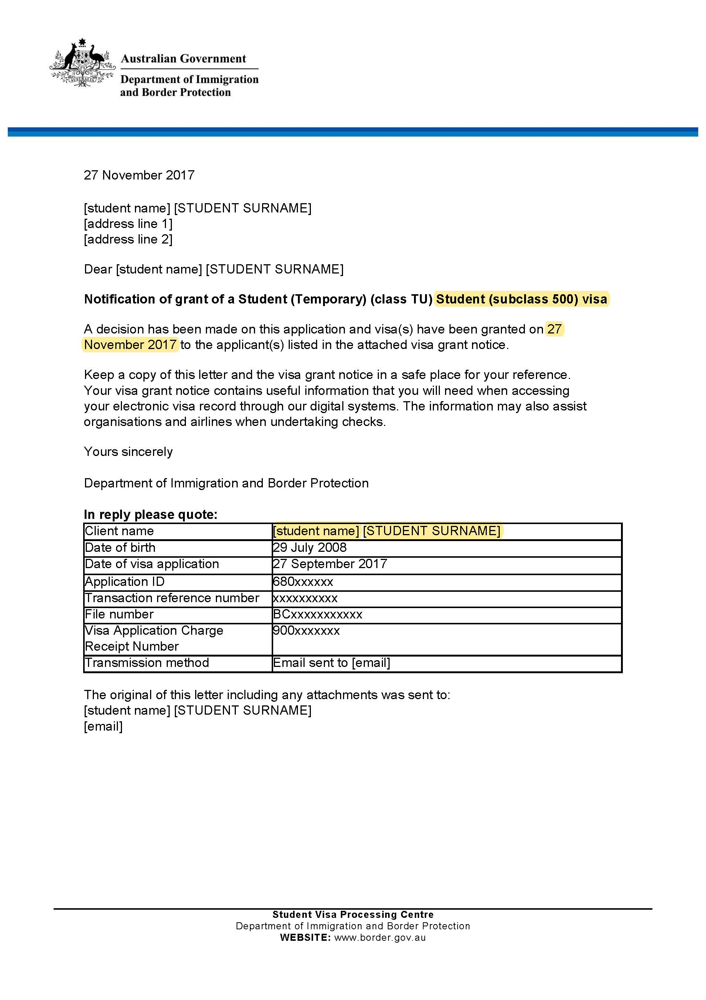 AUSTRALIA
Australian Government
Department of Immigration
and Border Protection
27 November 2017
[student name] [STUDENT SURNAME]
[address line 1]
[address line 2]
Dear [student name] [STUDENT SURNAME]
Notification of grant of a Student (Temporary) (class TU) Student (subclass 500) visa
A decision has been made on this application and visa(s) have been granted on 27
November 2017 to the applicant(s) listed in the attached visa grant notice.
Keep a copy of this letter and the visa grant notice in a safe place for your reference.
Your visa grant notice contains useful information that you will need when accessing
your electronic visa record through our digital systems. The information may also assist
organisations and airlines when undertaking checks.
Yours sincerely
Department of Immigration and Border Protection
In reply please quote:
Client name [student name] [STUDENT SURNAME]
Date of birth 29 July 2008
Date of visa application 27 September 2017
Application ID 680xxxxxx
Transaction reference number xxxxxxxxxx
File number BCxxxxxxxxxxx
Visa Application Charge 900xxxxxxx
Receipt Number
Transmission method Email sent to [email]
The original of this letter including any attachments was sent to:
[student name] [STUDENT SURNAME]
[email]
Student Visa Processing Centre
Department of Immigration and Border Protection
WEBSITE: www.border.gov.au